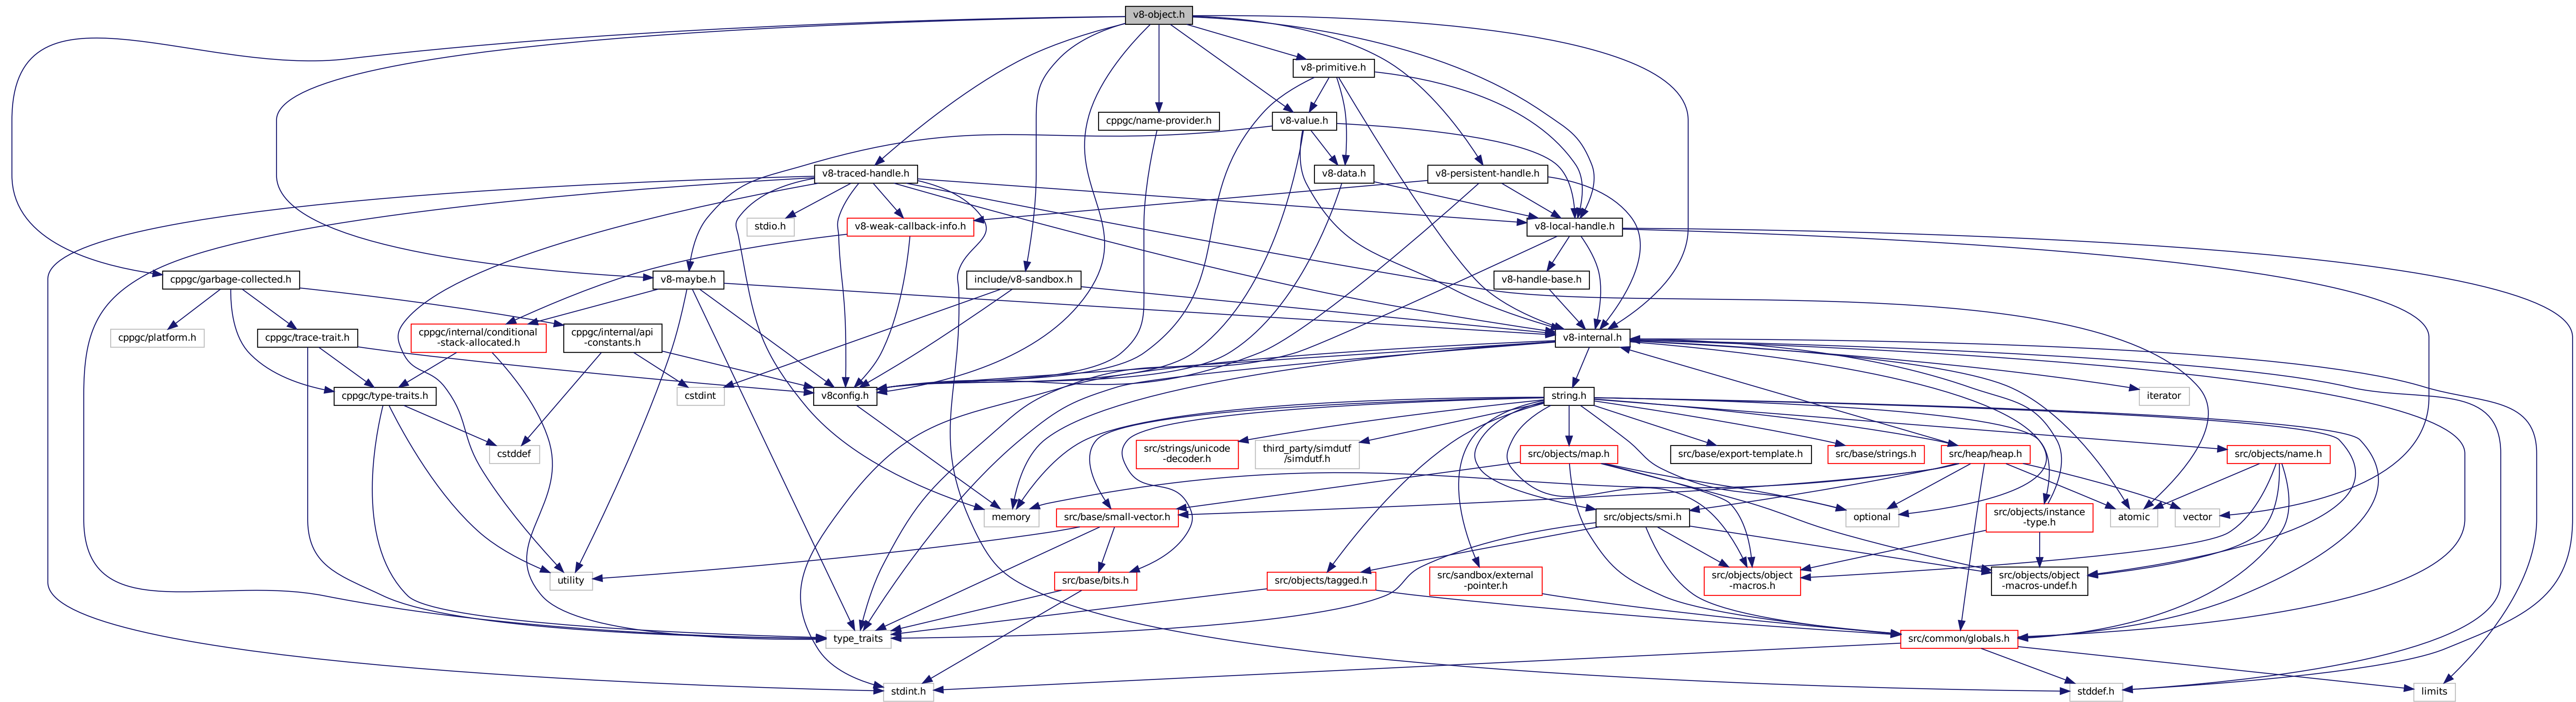 v8-object.h
v8-primitive.h
cppgc/name-provider.h
v8-value.h
v8-traced-handle.h
v8-data.h
v8-persistent-handle.h
stdio.h
v8-weak-callback-info.h
v8-local-handle.h
cppgc/garbage-collected.h
v8-maybe.h
include/v8-sandbox.h
v8-handle-base.h
cppgc/platform.h
cppgc/trace-trait.h
cppgc/internal/conditional
-stack-allocated.h
cppgc/internal/api
-constants.h
v8-internal.h
cppgc/type-traits.h
cstdint
v8config.h
string.h
iterator
cstddef
src/strings/unicode
-decoder.h
third_party/simdutf
/simdutf.h
src/objects/map.h
src/base/export-template.h
src/base/strings.h
src/heap/heap.h
src/objects/name.h
memory
src/base/small-vector.h
src/objects/smi.h
optional
src/objects/instance
-type.h
atomic
vector
utility
src/base/bits.h
src/objects/tagged.h
src/sandbox/external
-pointer.h
src/objects/object
-macros.h
src/objects/object
-macros-undef.h
type_traits
src/common/globals.h
stdint.h
stddef.h
limits